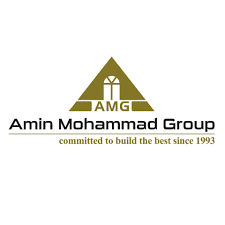 AMG
Amin Mohammad Group
committed to build the best since 1993